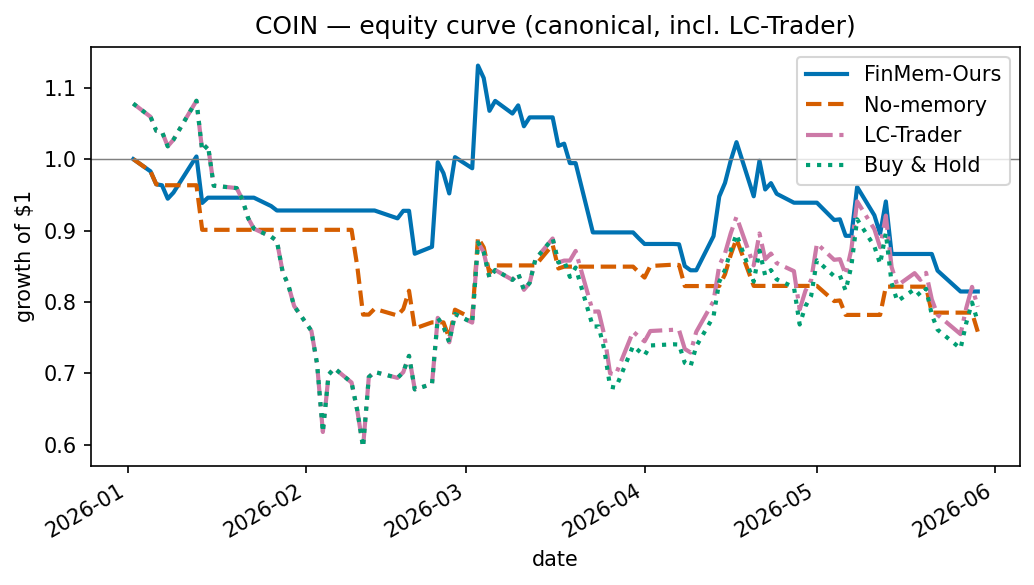 COIN — equity curve (canonical, incl. LC-Trader)
FinMem-Ours
No-memory
LC-Trader
Buy & Hold
growth of $1
1.1
1.0
0.9
0.8
0.7
0.6
2026-01
2026-02
2026-03
2026-04
2026-05
2026-06
date